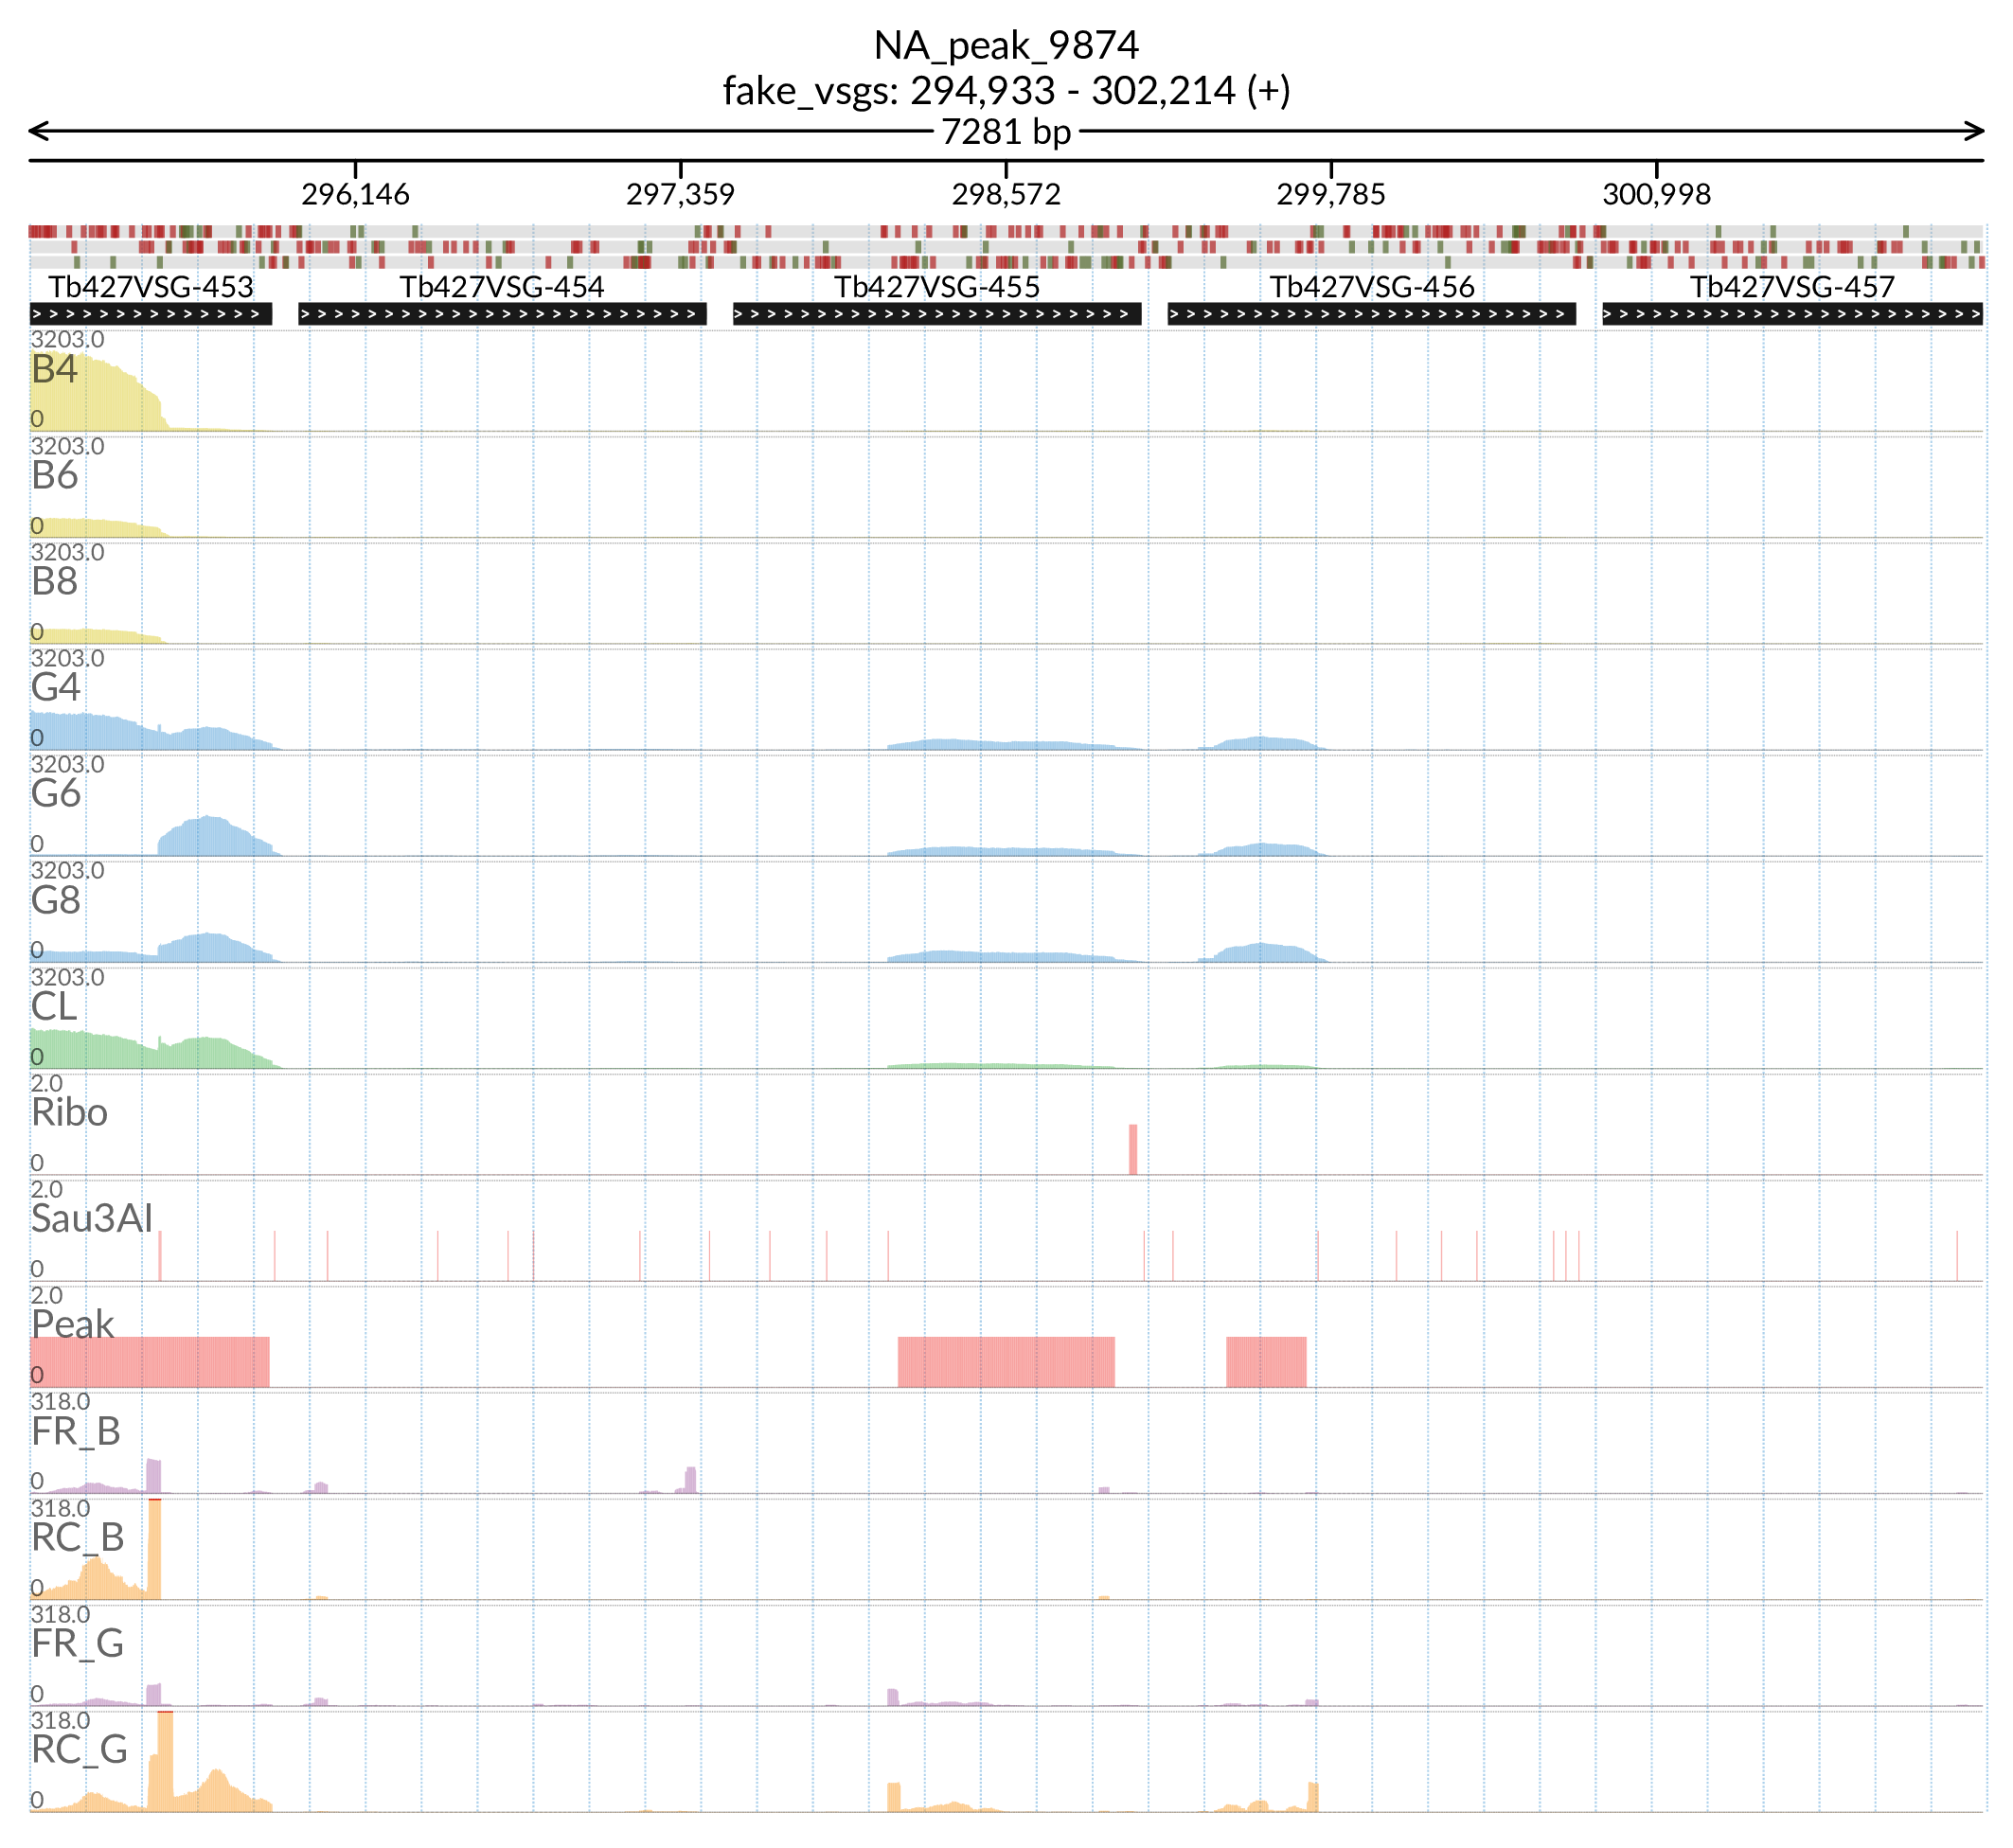 NA_peak_9874
fake_vsgs: 294,933 - 302,214 (+)
7281 bp
296,146 297,359 298,572 299,785 300,998
Tb427VSG-453 Tb427VSG-454 Tb427VSG-455 Tb427VSG-456 Tb427VSG-457
3203.0
B4
0
3203.0
B6
0
3203.0
B8
0
3203.0
G4
0
3203.0
G6
0
3203.0
G8
0
3203.0
CL
0
2.0
Ribo
0
2.0
Sau3AI
0
2.0
Peak
0
318.0
FR_B
0
318.0
RC_B
0
318.0
FR_G
0
318.0
RC_G
0